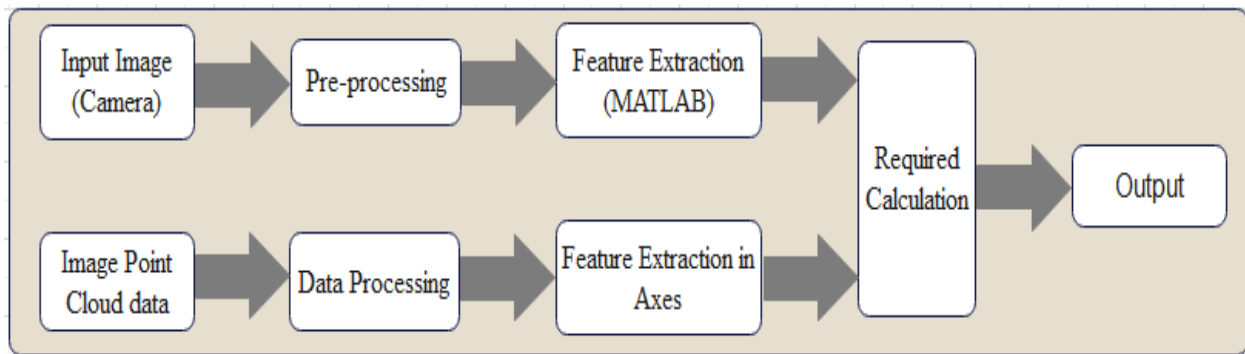 Input Image
(Camera)
Pre-processing
Feature Extraction
(MATLAB)
Required
Calculation
Output
Image Point
Cloud data
Data Processing
Feature Extraction in
Axes